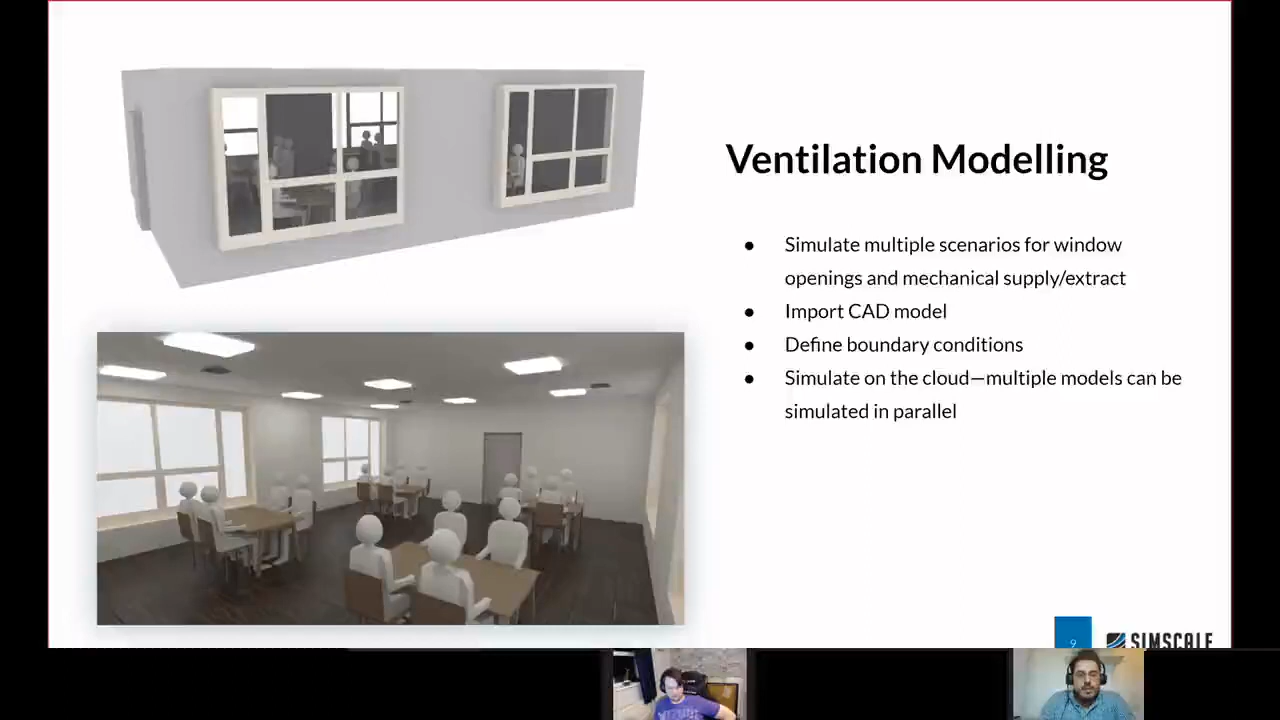 Ventilation Modelling
● Simulate multiple scenarios for window
openings and mechanical supply/extract
● Import CAD model
● Define boundary conditions
● Simulate on the cloud—multiple models can be
simulated in parallel
9
SIMSCALE